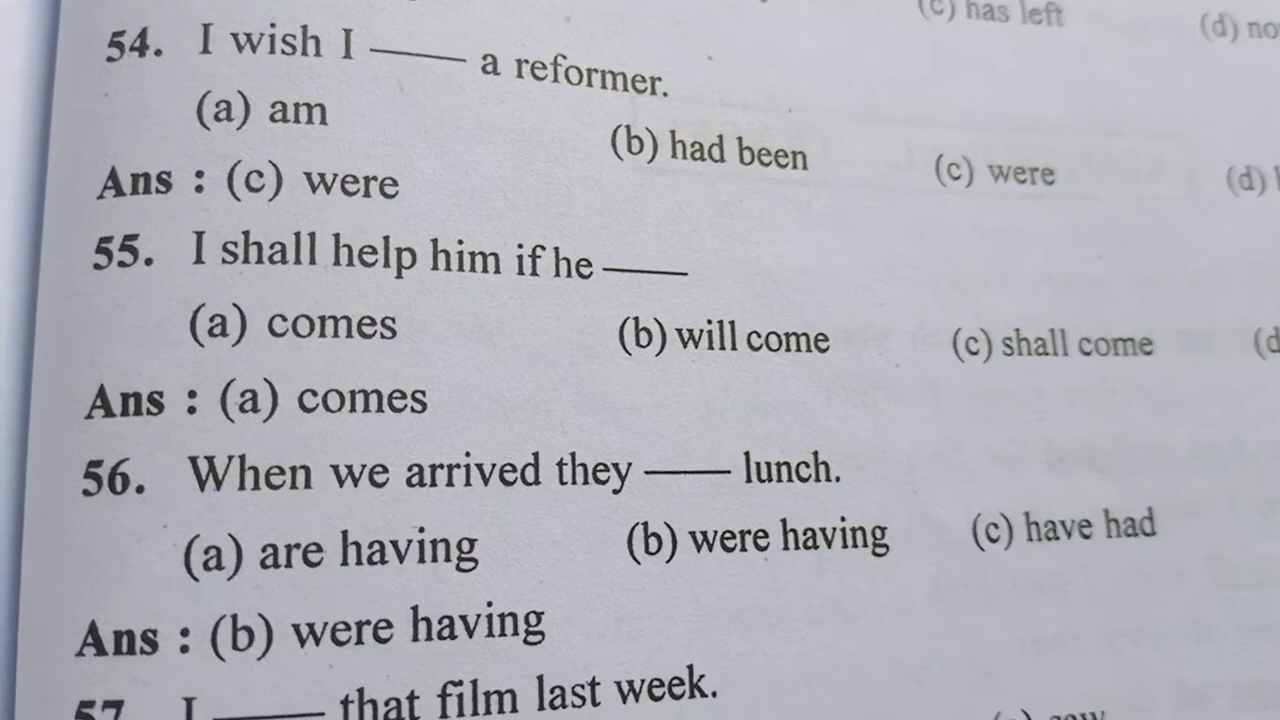 (c) has left (d) no
54. I wish I —— a reformer.
(a) am (b) had been (c) were (d)
Ans : (c) were
55. I shall help him if he ——
(a) comes (b) will come (c) shall come (d
Ans : (a) comes
56. When we arrived they —— lunch.
(a) are having (b) were having (c) have had
Ans : (b) were having
57. I —— that film last week.